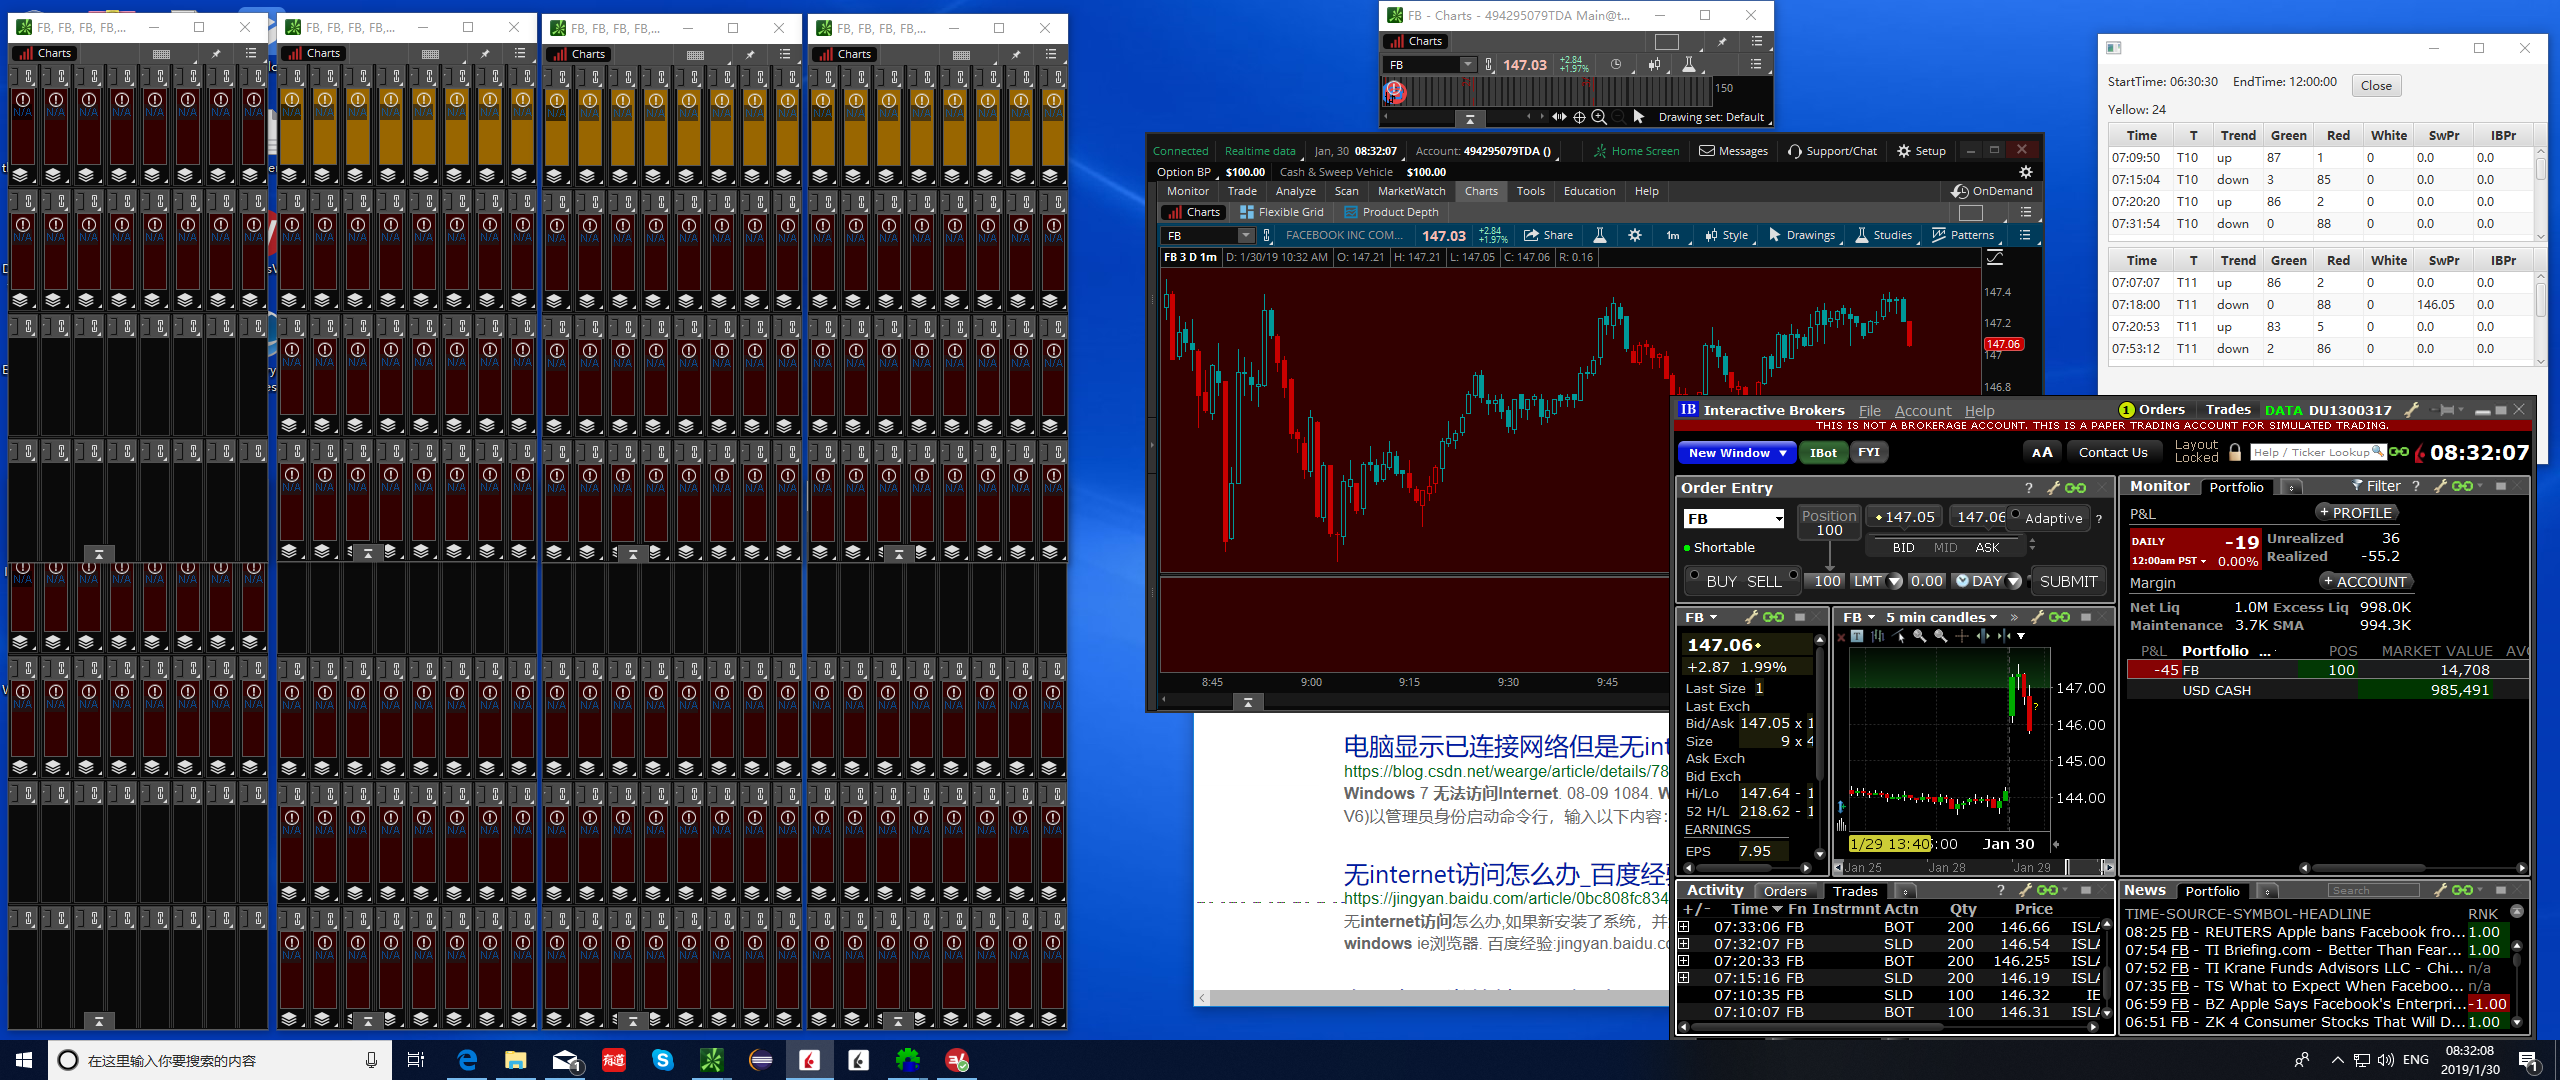 FB, FB, FB, FB,...
Charts
FB, FB, FB, FB,...
Charts
FB, FB, FB, FB,...
Charts
FB, FB, FB, FB,...
Charts
N/A
FB - Charts - 494295079TDA Main@t...
Charts
FB
147.03
+2.84
+1.97%
150
Drawing set: Default
Connected Realtime data Jan, 30 08:32:07 Account: 494295079TDA () Home Screen Messages Support/Chat Setup
Option BP $100.00 Cash & Sweep Vehicle $100.00
Monitor Trade Analyze Scan MarketWatch Charts Tools Education Help OnDemand
Charts Flexible Grid Product Depth
FB FACEBOOK INC COM... 147.03 +2.84 +1.97% Share 1m Style Drawings Studies Patterns
FB 3 D 1m D: 1/30/19 10:32 AM O: 147.21 H: 147.21 L: 147.05 C: 147.06 R: 0.16
147.4
147.2
147.06
147
146.8
8:45 9:00 9:15 9:30 9:45
StartTime: 06:30:30 EndTime: 12:00:00 Close
Yellow: 24
Time T Trend Green Red White SwPr IBPr
07:09:50 T10 up 87 1 0 0.0 0.0
07:15:04 T10 down 3 85 0 0.0 0.0
07:20:20 T10 up 86 2 0 0.0 0.0
07:31:54 T10 down 0 88 0 0.0 0.0
Time T Trend Green Red White SwPr IBPr
07:07:07 T11 up 86 2 0 0.0 0.0
07:18:00 T11 down 0 88 0 146.05 0.0
07:20:53 T11 up 83 5 0 0.0 0.0
07:53:12 T11 down 2 86 0 0.0 0.0
IB Interactive Brokers File Account Help 1 Orders Trades DATA DU1300317
THIS IS NOT A BROKERAGE ACCOUNT. THIS IS A PAPER TRADING ACCOUNT FOR SIMULATED TRADING.
New Window IBot FYI AA Contact Us Layout Locked Help / Ticker Lookup 08:32:07
Order Entry ?
FB Position 100 147.05 147.06 Adaptive ?
Shortable BID MID ASK
BUY SELL 100 LMT 0.00 DAY SUBMIT
FB
147.06
+2.87 1.99%
Last Size 1
Last Exch
Bid/Ask 147.05 x 1
Size 9 x 4
Ask Exch
Bid Exch
Hi/Lo 147.64 - 1
52 H/L 218.62 - 1
EARNINGS
EPS 7.95
FB 5 min candles
147.00
146.00
145.00
144.00
1/29 13:40 5:00 Jan 30
Jan 25 Jan 28 Jan 29
Monitor Portfolio Filter ?
P&L + PROFILE
DAILY -19 Unrealized 36
12:00am PST 0.00% Realized -55.2
Margin + ACCOUNT
Net Liq 1.0M Excess Liq 998.0K
Maintenance 3.7K SMA 994.3K
P&L Portfolio ... POS MARKET VALUE AVG
-45 FB 100 14,708
USD CASH 985,491
Activity Orders Trades ?
+/- Time Fn Instrmnt Actn Qty Price
07:33:06 FB BOT 200 146.66 ISLA
07:32:07 FB SLD 200 146.54 ISLA
07:20:33 FB BOT 200 146.255 ISLA
07:15:16 FB SLD 200 146.19 ISLA
07:10:35 FB SLD 100 146.32 IE
07:10:07 FB BOT 100 146.31 ISLA
News Portfolio Search
TIME-SOURCE-SYMBOL-HEADLINE RNK
08:25 FB - REUTERS Apple bans Facebook fro... 1.00
07:54 FB - TI Briefing.com - Better Than Fear... 1.00
07:52 FB - TI Krane Funds Advisors LLC - Chi... n/a
07:35 FB - TS What to Expect When Faceboo... n/a
06:59 FB - BZ Apple Says Facebook's Enterpri... -1.00
06:51 FB - ZK 4 Consumer Stocks That Will D... 1.00
电脑显示已连接网络但是无int
https://blog.csdn.net/wearge/article/details/78
Windows 7 无法访问Internet. 08-09 1084. W
V6)以管理员身份启动命令行，输入以下内容：
无internet访问怎么办_百度经验
https://jingyan.baidu.com/article/0bc808fc834
无internet访问怎么办,如果新安装了系统，并
windows ie浏览器. 百度经验:jingyan.baidu.co
在这里输入你要搜索的内容
有道
ENG
08:32:08
2019/1/30